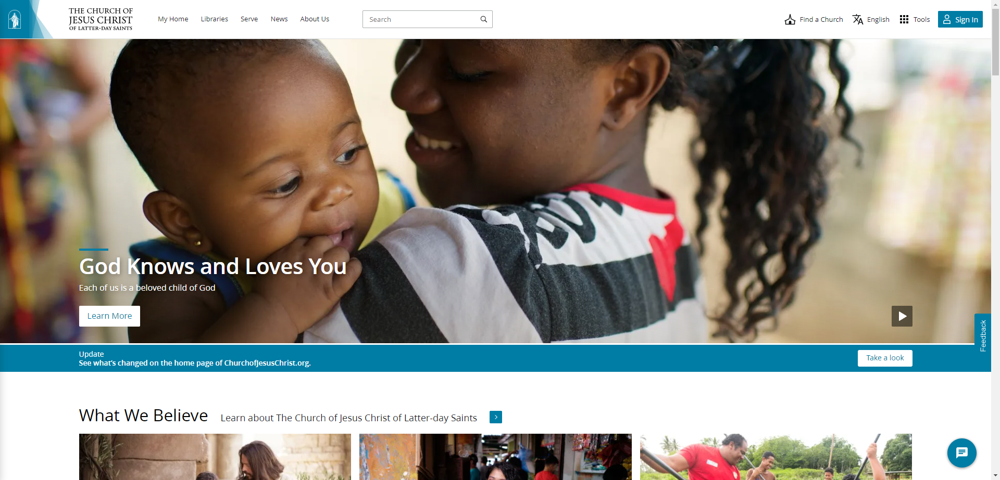 THE CHURCH OF
JESUS CHRIST
OF LATTER-DAY SAINTS
My Home
Libraries
Serve
News
About Us
Search
Find a Church
English
Tools
Sign In
God Knows and Loves You
Each of us is a beloved child of God
Learn More
Feedback
Update
See what's changed on the home page of ChurchofJesusChrist.org.
Take a look
What We Believe
Learn about The Church of Jesus Christ of Latter-day Saints